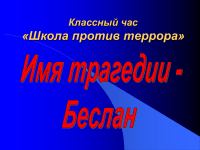 Классный час
«Школа против террора»
Имя трагедии -
Беслан